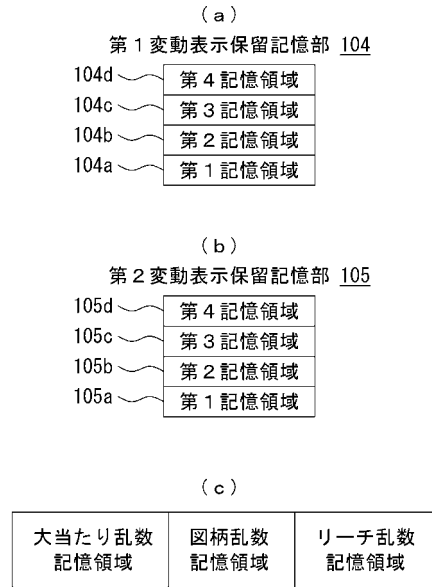 (a)
第1変動表示保留記憶部 104
104d 第4記憶領域
104c 第3記憶領域
104b 第2記憶領域
104a 第1記憶領域
(b)
第2変動表示保留記憶部 105
105d 第4記憶領域
105c 第3記憶領域
105b 第2記憶領域
105a 第1記憶領域
(c)
大当たり乱数 図柄乱数 リーチ乱数
記憶領域 記憶領域 記憶領域